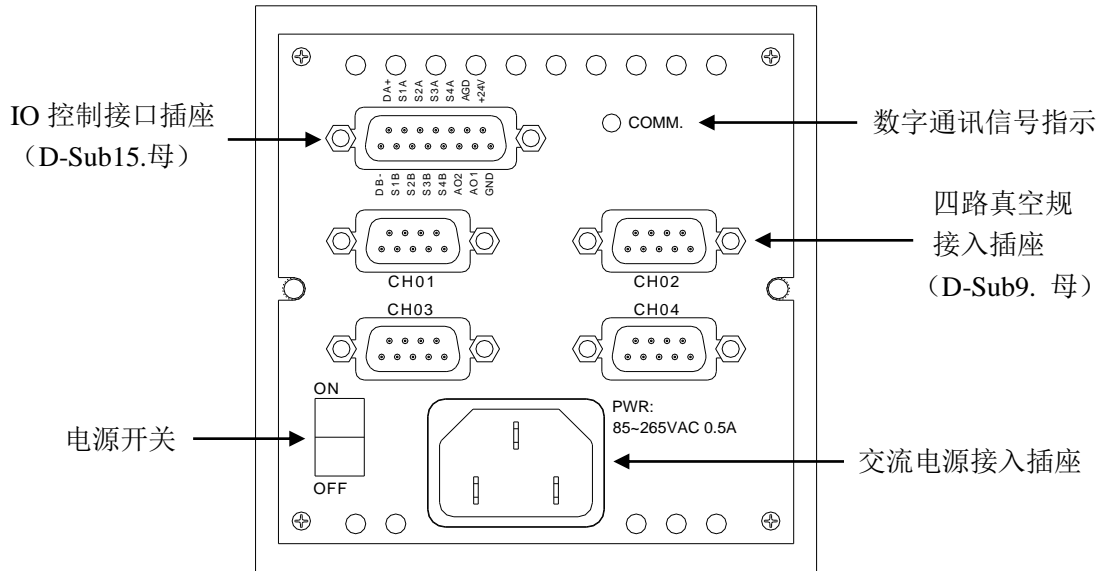 DA+ S1A S2A S3A S4A AGD +24V
IO 控制接口插座
（D-Sub15.母）
COMM.
数字通讯信号指示
DB- S1B S2B S3B S4B AO2 AO1 GND
四路真空规
接入插座
（D-Sub9. 母）
CH01
CH02
CH03
CH04
ON
电源开关
OFF
PWR:
85~265VAC 0.5A
交流电源接入插座